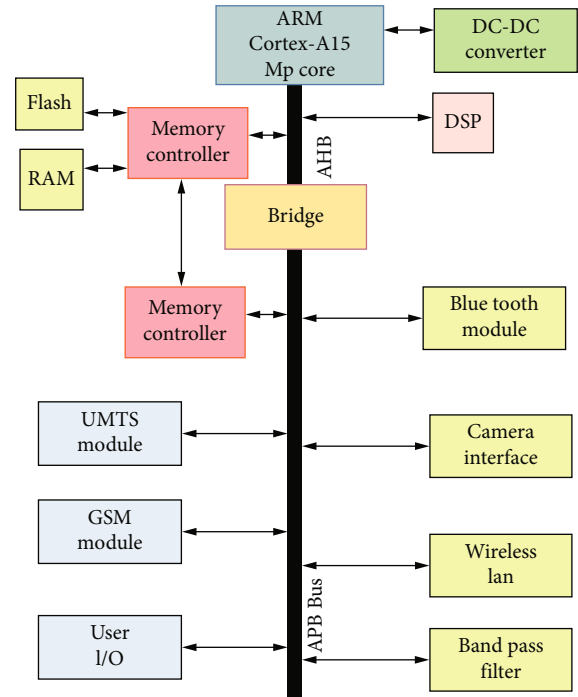 ARM
Cortex-A15
Mp core
DC-DC
converter
Flash
Memory
controller
DSP
RAM
AHB
Bridge
Memory
controller
Blue tooth
module
UMTS
module
Camera
interface
GSM
module
Wireless
lan
APB Bus
User
l/O
Band pass
filter